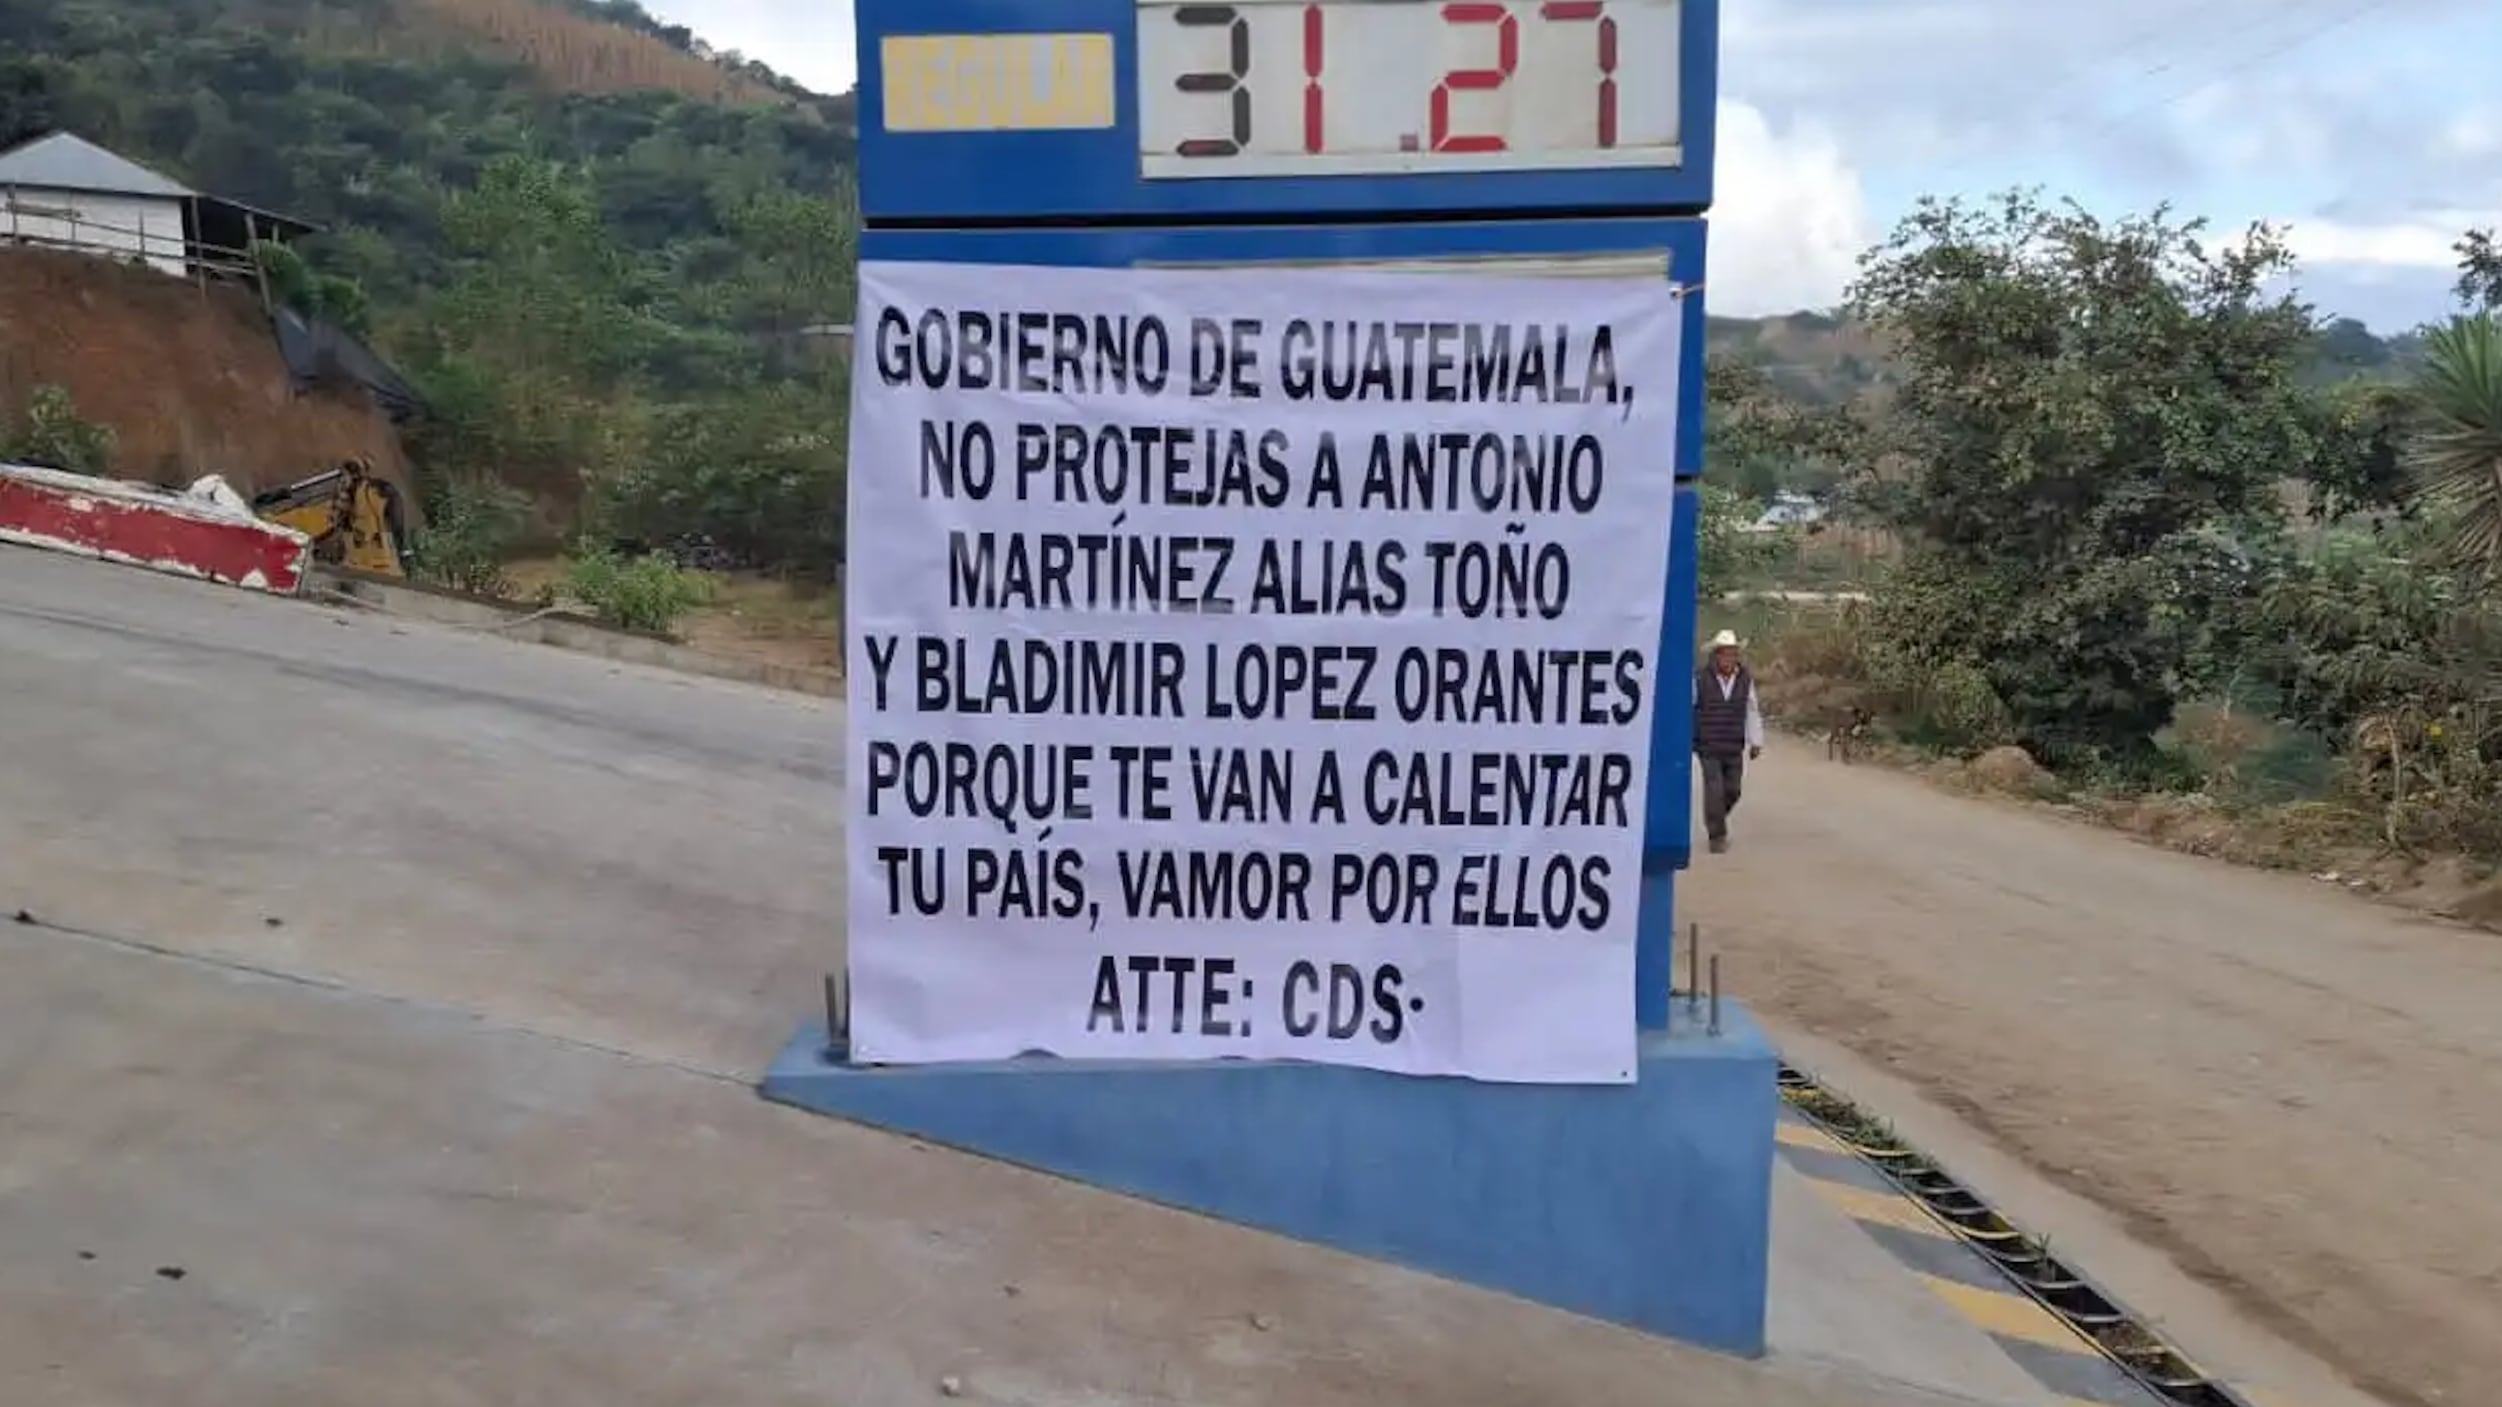 REGULAR
31.27
GOBIERNO DE GUATEMALA,
NO PROTEJAS A ANTONIO
MARTÍNEZ ALIAS TOÑO
Y BLADIMIR LOPEZ ORANTES
PORQUE TE VAN A CALENTAR
TU PAÍS, VAMOR POR ELLOS
ATTE: CDS.